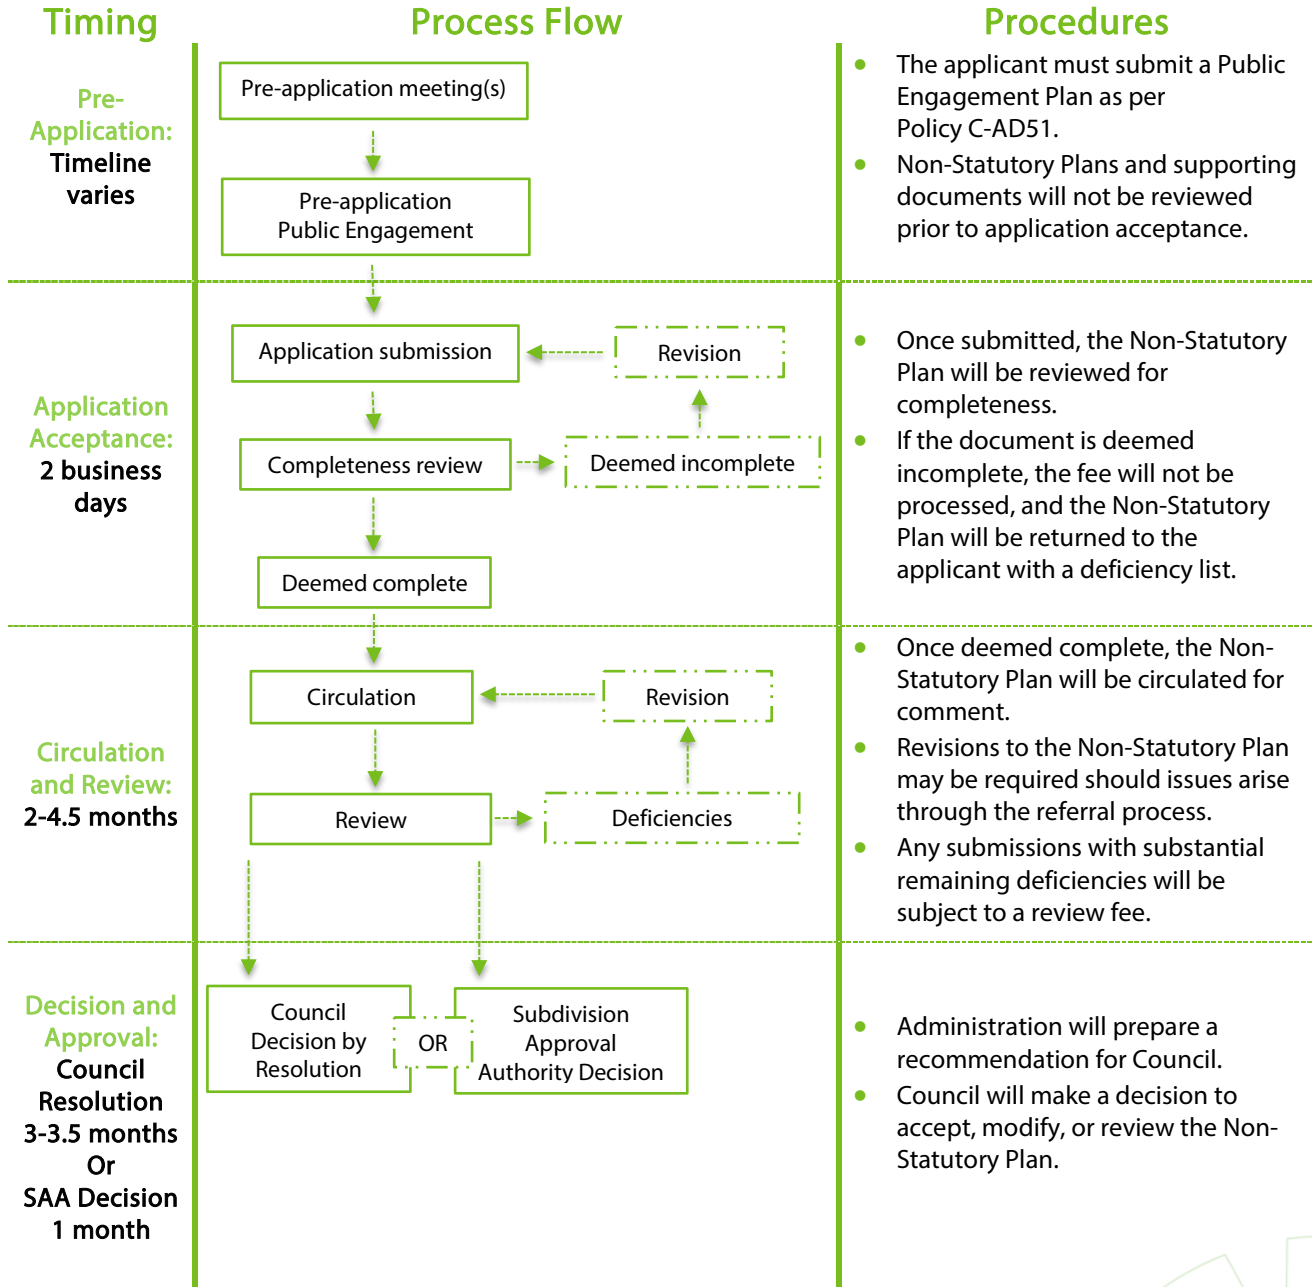 Timing
Process Flow
Procedures
Pre-
Application:
Timeline
varies
Pre-application meeting(s)
Pre-application
Public Engagement
• The applicant must submit a Public
Engagement Plan as per
Policy C-AD51.
• Non-Statutory Plans and supporting
documents will not be reviewed
prior to application acceptance.
Application
Acceptance:
2 business
days
Application submission
Revision
Completeness review
Deemed incomplete
Deemed complete
• Once submitted, the Non-Statutory
Plan will be reviewed for
completeness.
• If the document is deemed
incomplete, the fee will not be
processed, and the Non-Statutory
Plan will be returned to the
applicant with a deficiency list.
Circulation
and Review:
2-4.5 months
Circulation
Revision
Review
Deficiencies
• Once deemed complete, the Non-
Statutory Plan will be circulated for
comment.
• Revisions to the Non-Statutory Plan
may be required should issues arise
through the referral process.
• Any submissions with substantial
remaining deficiencies will be
subject to a review fee.
Decision and
Approval:
Council
Resolution
3-3.5 months
Or
SAA Decision
1 month
Council
Decision by
Resolution
OR
Subdivision
Approval
Authority Decision
• Administration will prepare a
recommendation for Council.
• Council will make a decision to
accept, modify, or review the Non-
Statutory Plan.